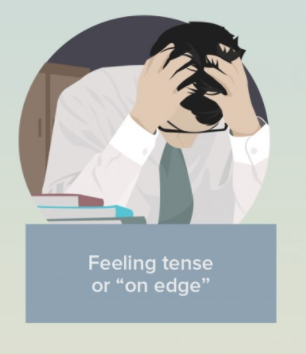 Feeling tense
or “on edge”